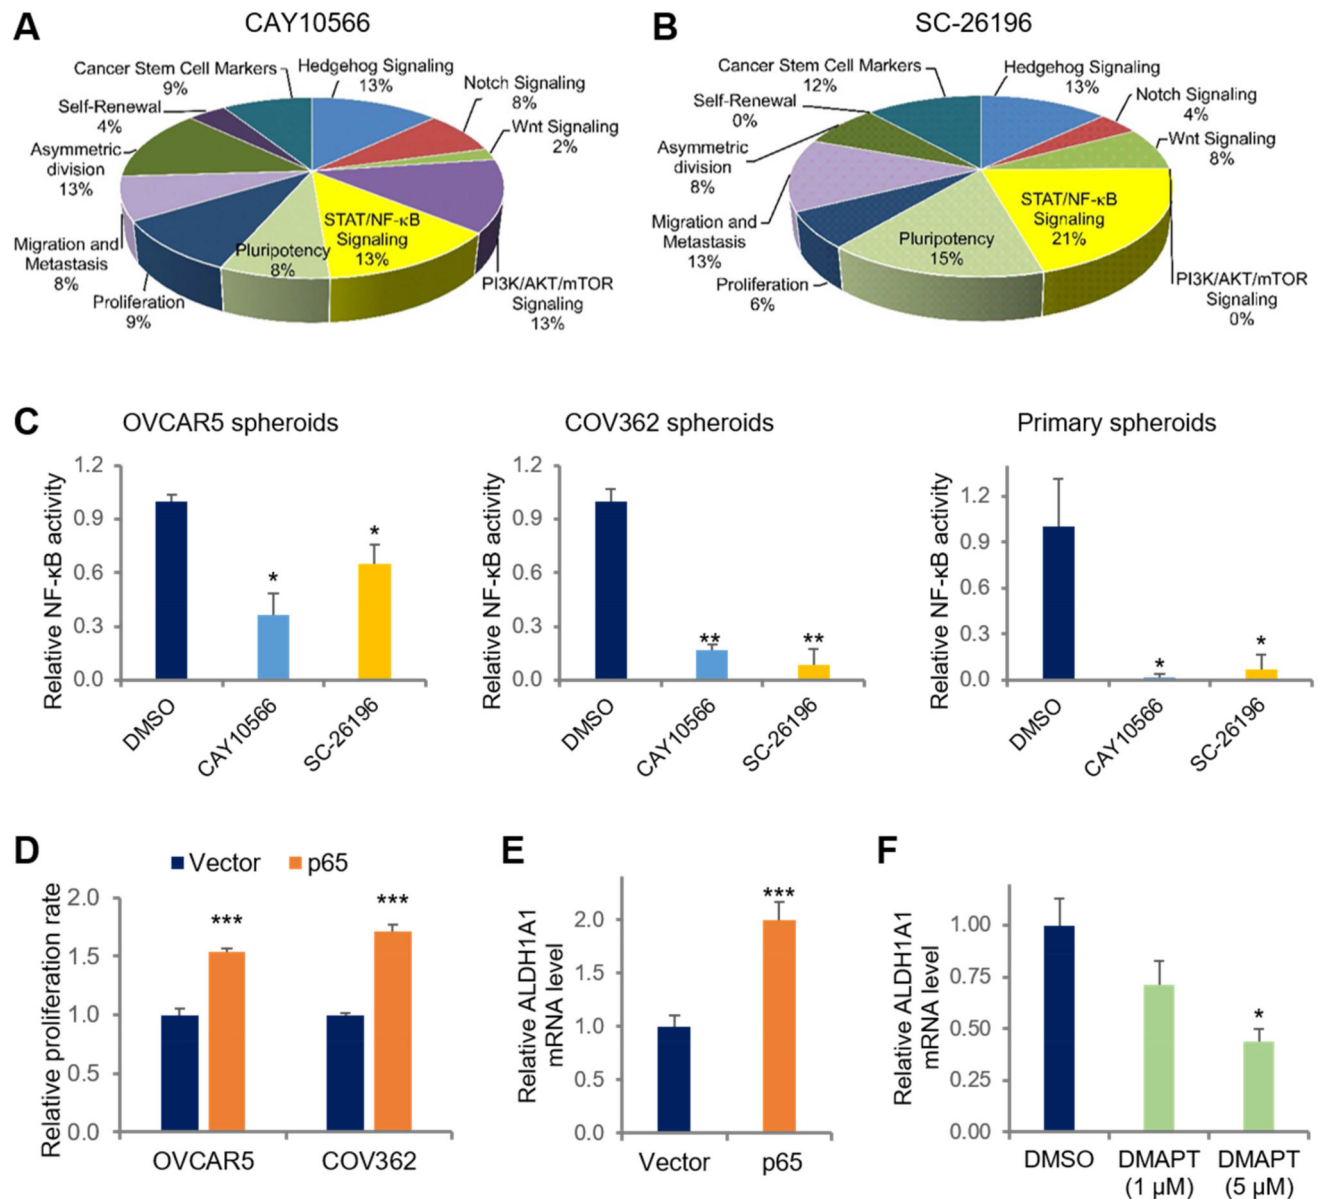 A
CAY10566
Cancer Stem Cell Markers
9%
Hedgehog Signaling
13%
Notch Signaling
8%
Wnt Signaling
2%
Self-Renewal
4%
Asymmetric
division
13%
Migration and
Metastasis
8%
Proliferation
9%
Pluripotency
8%
STAT/NF-κB
Signaling
13%
PI3K/AKT/mTOR
Signaling
13%
B
SC-26196
Cancer Stem Cell Markers
12%
Hedgehog Signaling
13%
Notch Signaling
4%
Wnt Signaling
8%
Self-Renewal
0%
Asymmetric
division
8%
Migration and
Metastasis
13%
Proliferation
6%
Pluripotency
15%
STAT/NF-κB
Signaling
21%
PI3K/AKT/mTOR
Signaling
0%
C
OVCAR5 spheroids
Relative NF-κB activity
1.2
0.9
0.6
0.3
0.0
*
*
DMSO
CAY10566
SC-26196
COV362 spheroids
Relative NF-κB activity
1.2
0.9
0.6
0.3
0.0
**
**
DMSO
CAY10566
SC-26196
Primary spheroids
Relative NF-κB activity
1.2
0.9
0.6
0.3
0.0
*
*
DMSO
CAY10566
SC-26196
D
Vector
p65
Relative proliferation rate
2.0
1.5
1.0
0.5
0.0
***
***
OVCAR5
COV362
E
Relative ALDH1A1
mRNA level
2.0
1.5
1.0
0.5
0.0
***
Vector
p65
F
Relative ALDH1A1
mRNA level
1.00
0.75
0.50
0.25
0.00
*
DMSO
DMAPT
(1 µM)
DMAPT
(5 µM)